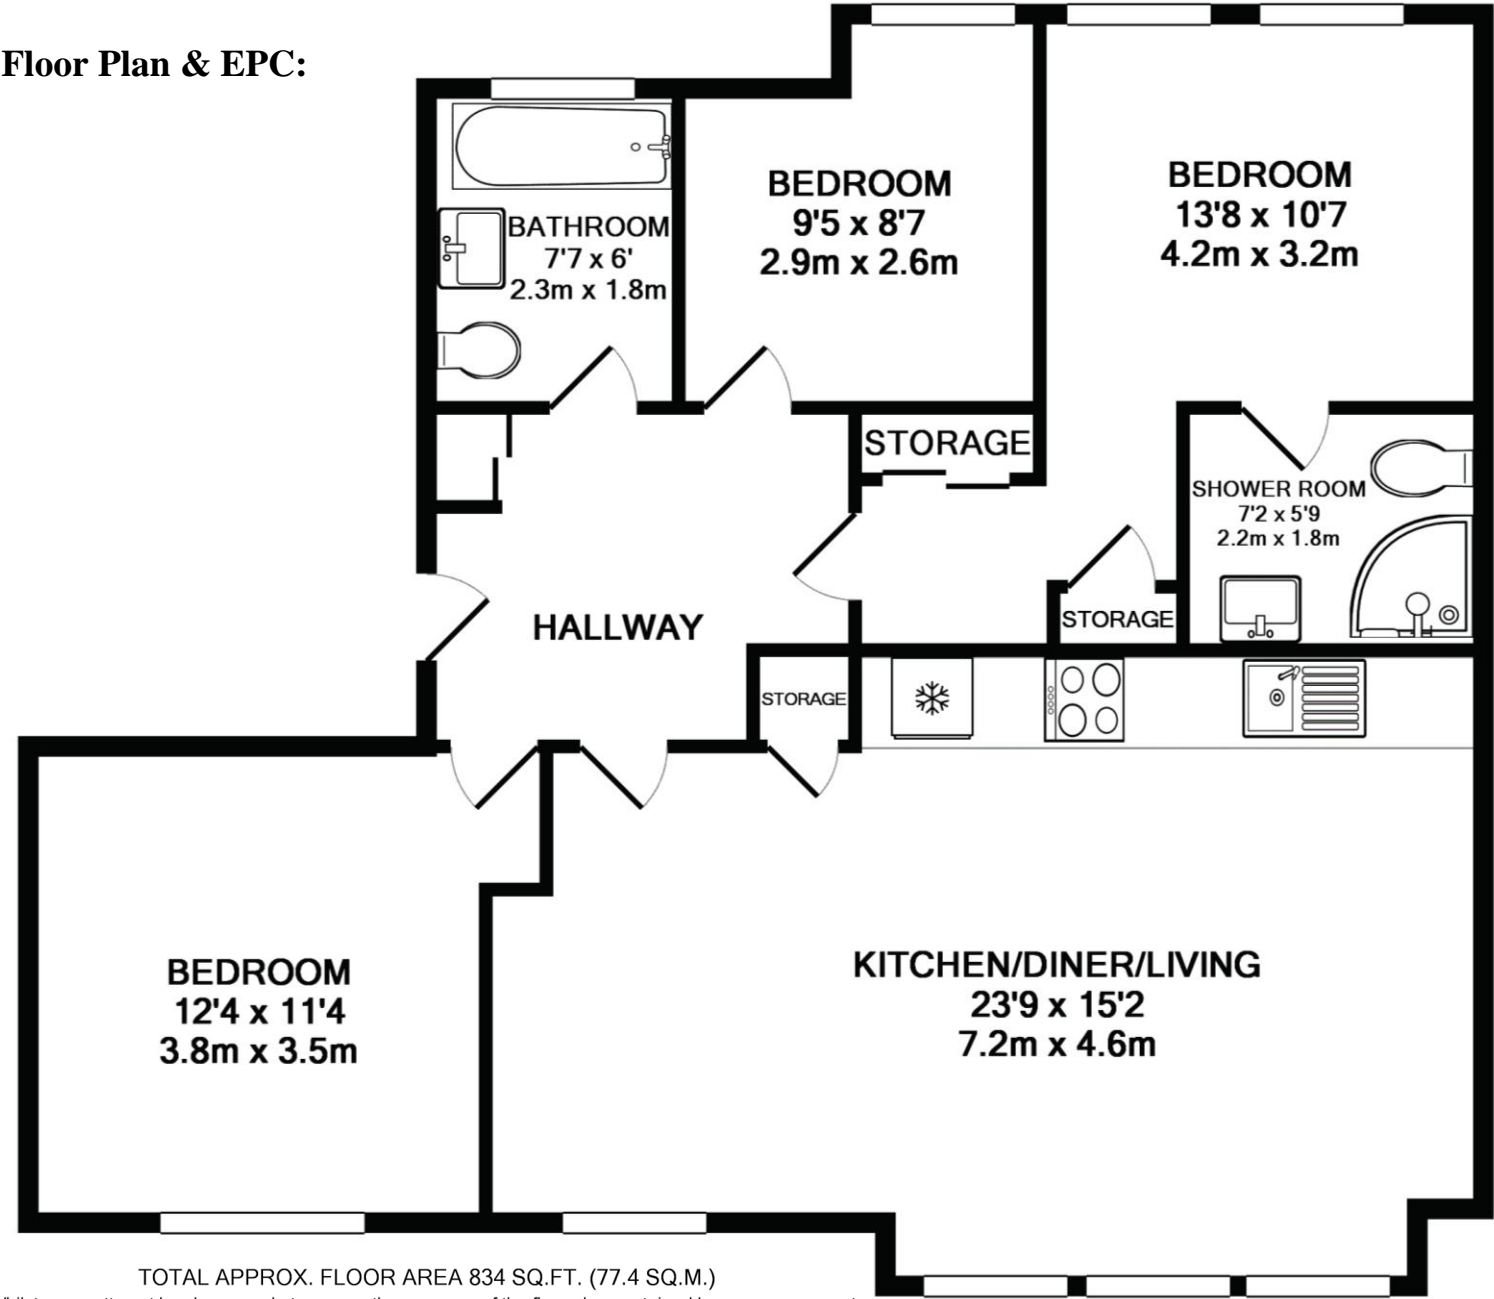 Floor Plan & EPC:
BEDROOM
9'5 x 8'7
2.9m x 2.6m
BEDROOM
13'8 x 10'7
4.2m x 3.2m
BATHROOM
7'7 x 6'
2.3m x 1.8m
STORAGE
SHOWER ROOM
7'2 x 5'9
2.2m x 1.8m
HALLWAY
STORAGE
STORAGE
BEDROOM
12'4 x 11'4
3.8m x 3.5m
KITCHEN/DINER/LIVING
23'9 x 15'2
7.2m x 4.6m
TOTAL APPROX. FLOOR AREA 834 SQ.FT. (77.4 SQ.M.)